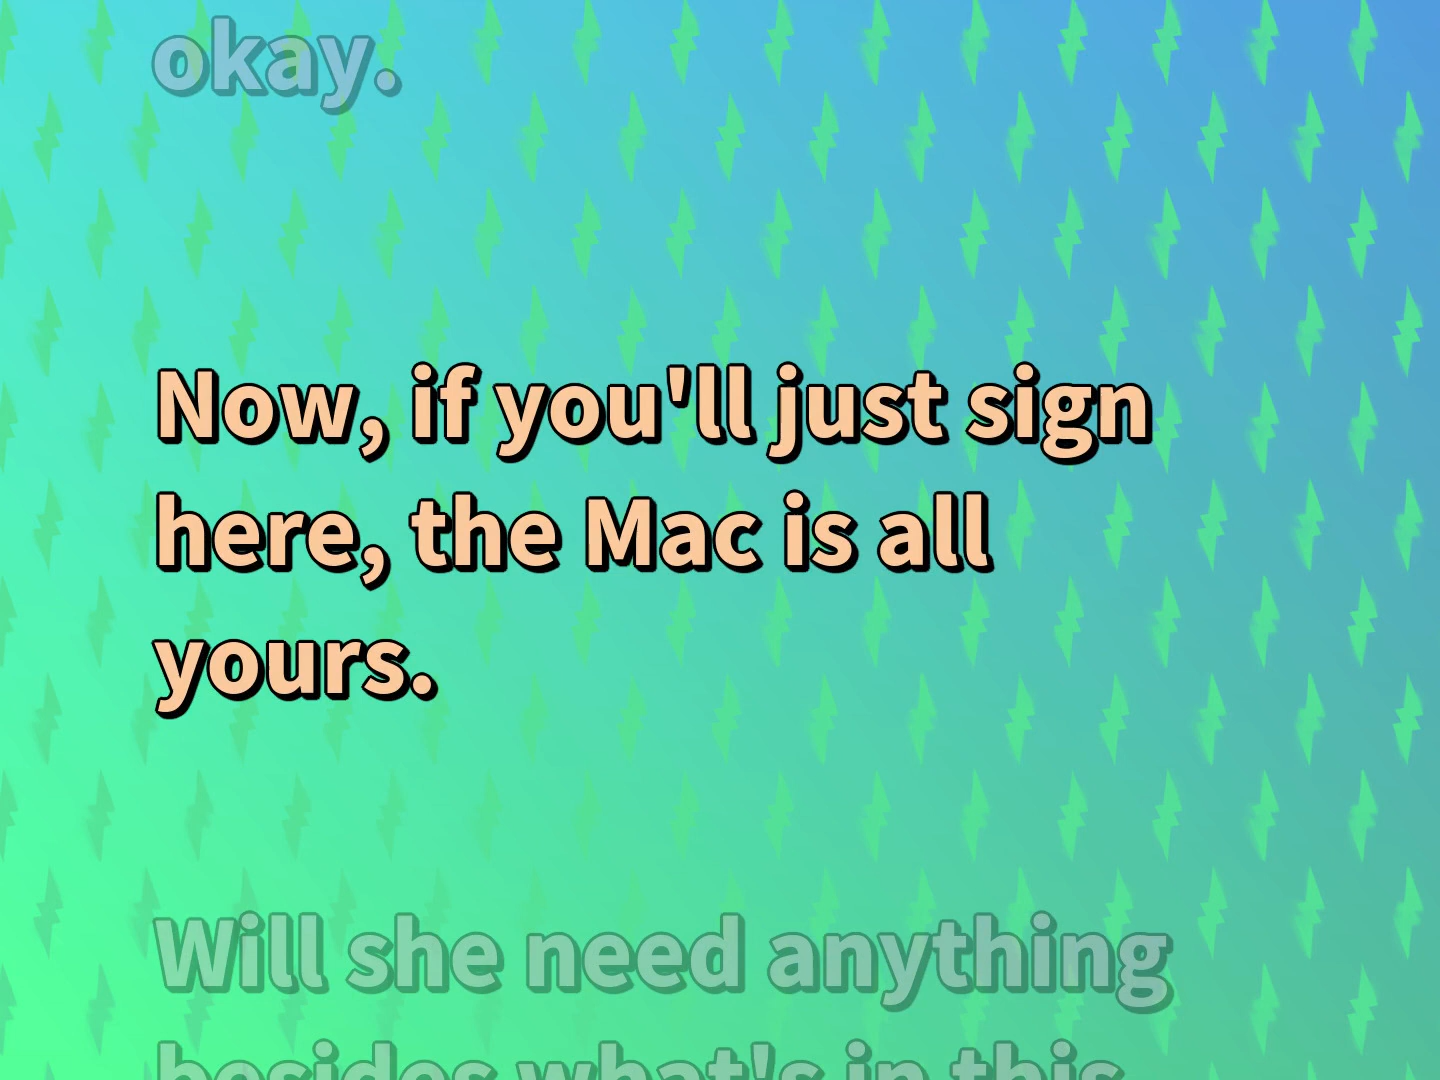 okay.
Now, if you'll just sign
here, the Mac is all
yours.
Will she need anything
besides what's in this